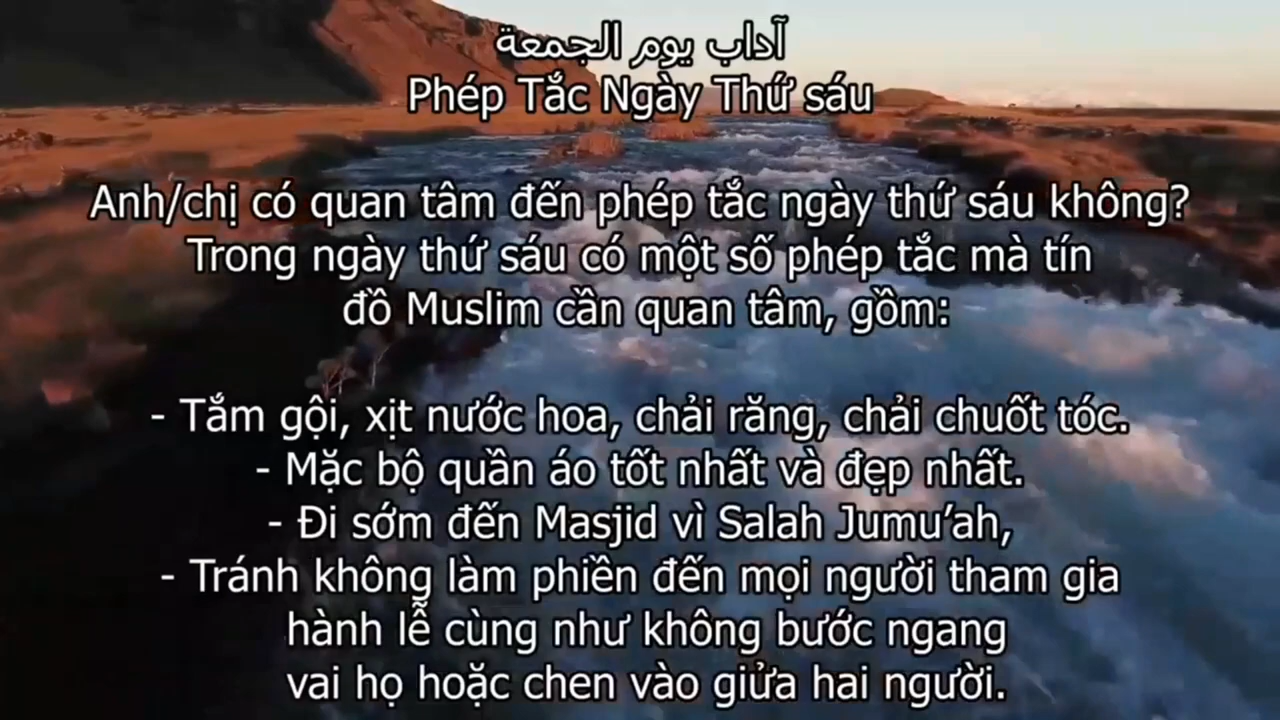 آداب يوم الجمعة
Phép Tắc Ngày Thứ sáu
Anh/chị có quan tâm đến phép tắc ngày thứ sáu không?
Trong ngày thứ sáu có một số phép tắc mà tín
đồ Muslim cần quan tâm, gồm:
- Tắm gội, xịt nước hoa, chải răng, chải chuốt tóc.
- Mặc bộ quần áo tốt nhất và đẹp nhất.
- Đi sớm đến Masjid vì Salah Jumu’ah,
- Tránh không làm phiền đến mọi người tham gia
hành lễ cùng như không bước ngang
vai họ hoặc chen vào giửa hai người.